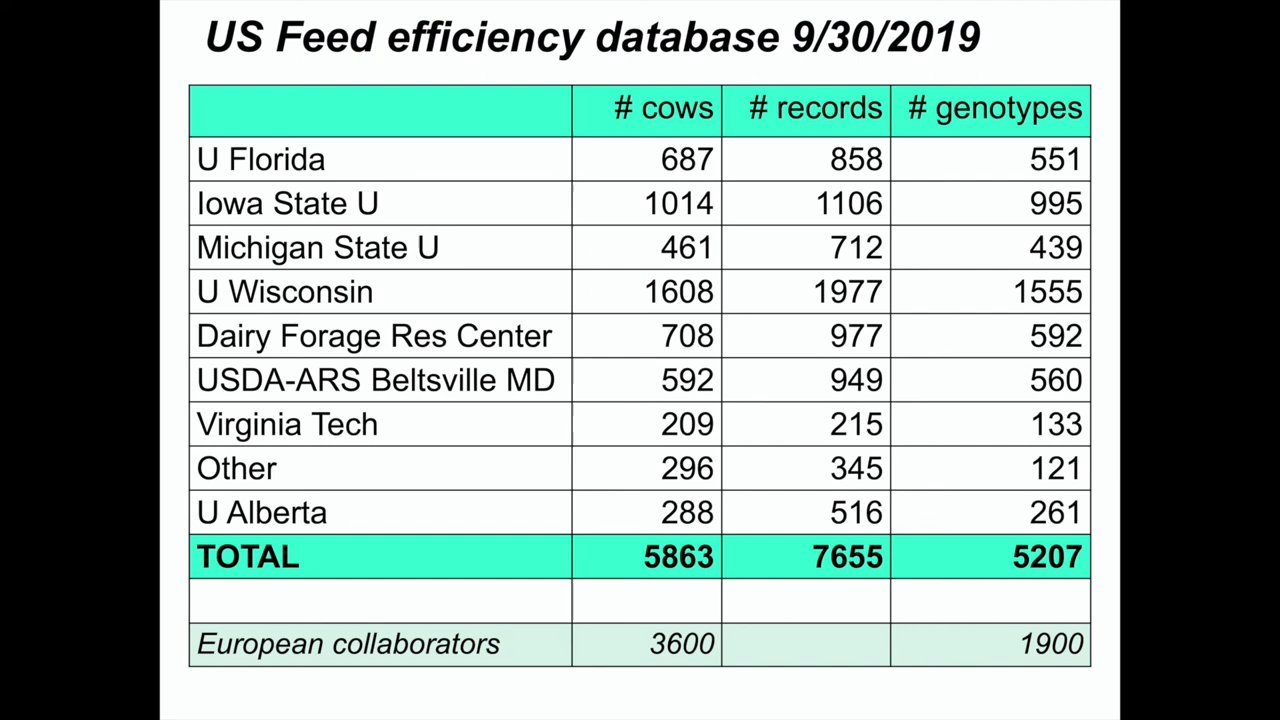 US Feed efficiency database 9/30/2019
# cows # records # genotypes
U Florida 687 858 551
Iowa State U 1014 1106 995
Michigan State U 461 712 439
U Wisconsin 1608 1977 1555
Dairy Forage Res Center 708 977 592
USDA-ARS Beltsville MD 592 949 560
Virginia Tech 209 215 133
Other 296 345 121
U Alberta 288 516 261
TOTAL 5863 7655 5207
European collaborators 3600 1900